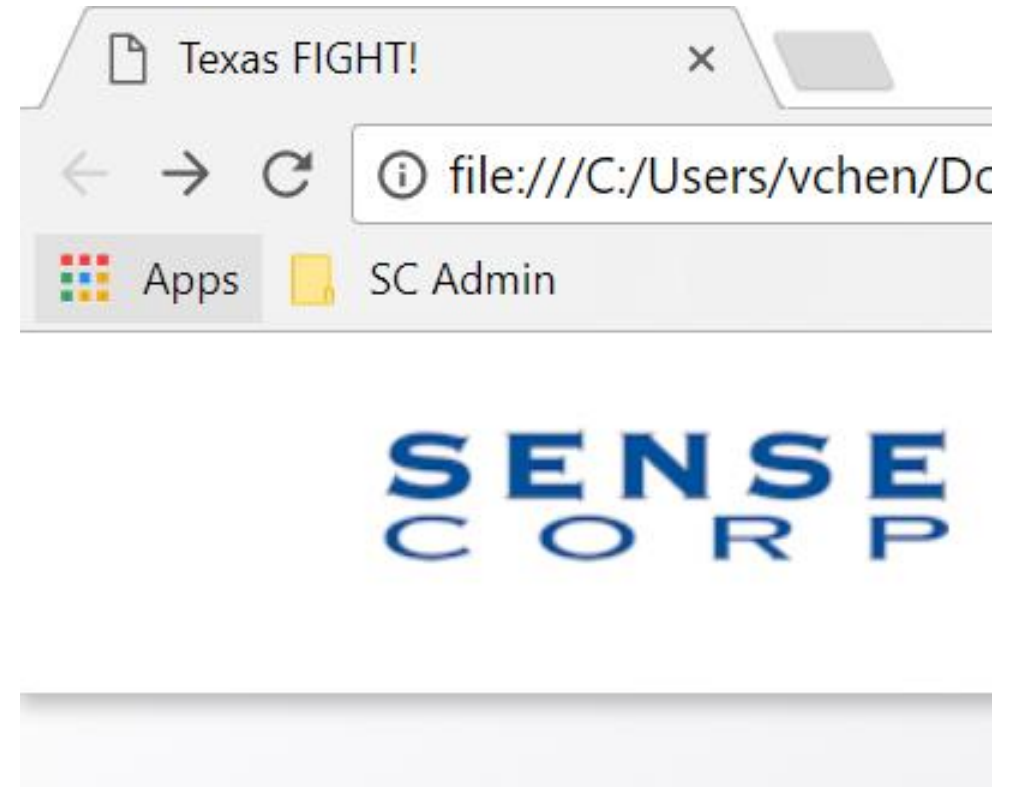 Texas FIGHT!
file:///C:/Users/vchen/Do
Apps SC Admin
SENSE
CORP